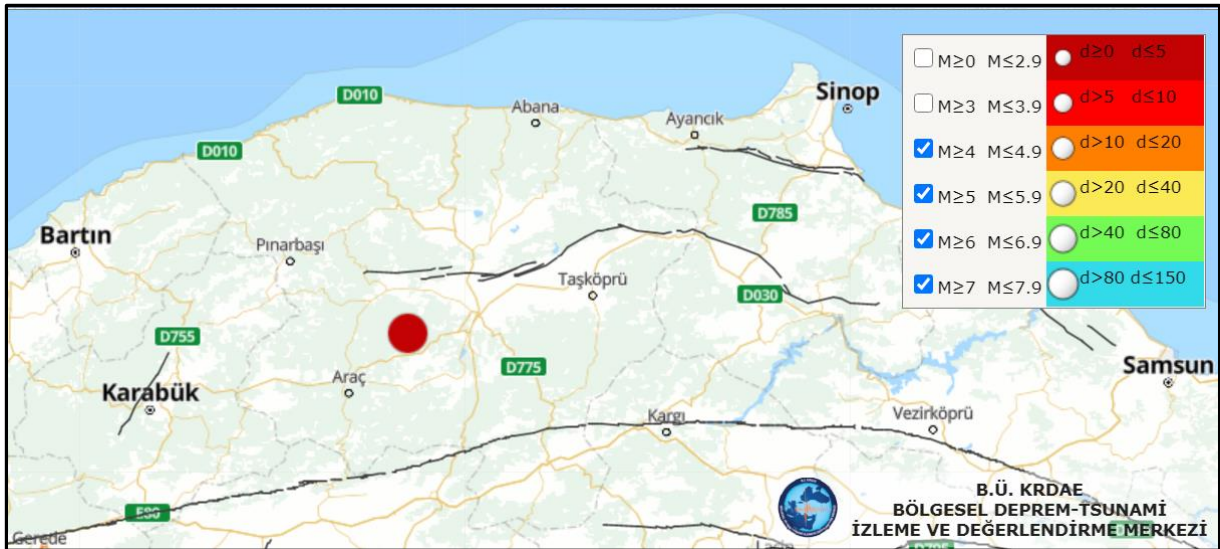 D010
Abana
Sinop
Ayancık
D010
D785
Bartın
Pınarbaşı
Taşköprü
D030
D755
Samsun
D775
Araç
Karabük
Kargı
Vezirköprü
E80
Gerede
M≥0 M≤2.9 d≥0 d≤5
M≥3 M≤3.9 d>5 d≤10
M≥4 M≤4.9 d>10 d≤20
M≥5 M≤5.9 d>20 d≤40
M≥6 M≤6.9 d>40 d≤80
M≥7 M≤7.9 d>80 d≤150
B.Ü. KRDAE
BÖLGESEL DEPREM-TSUNAMİ
İZLEME VE DEĞERLENDİRME MERKEZİ